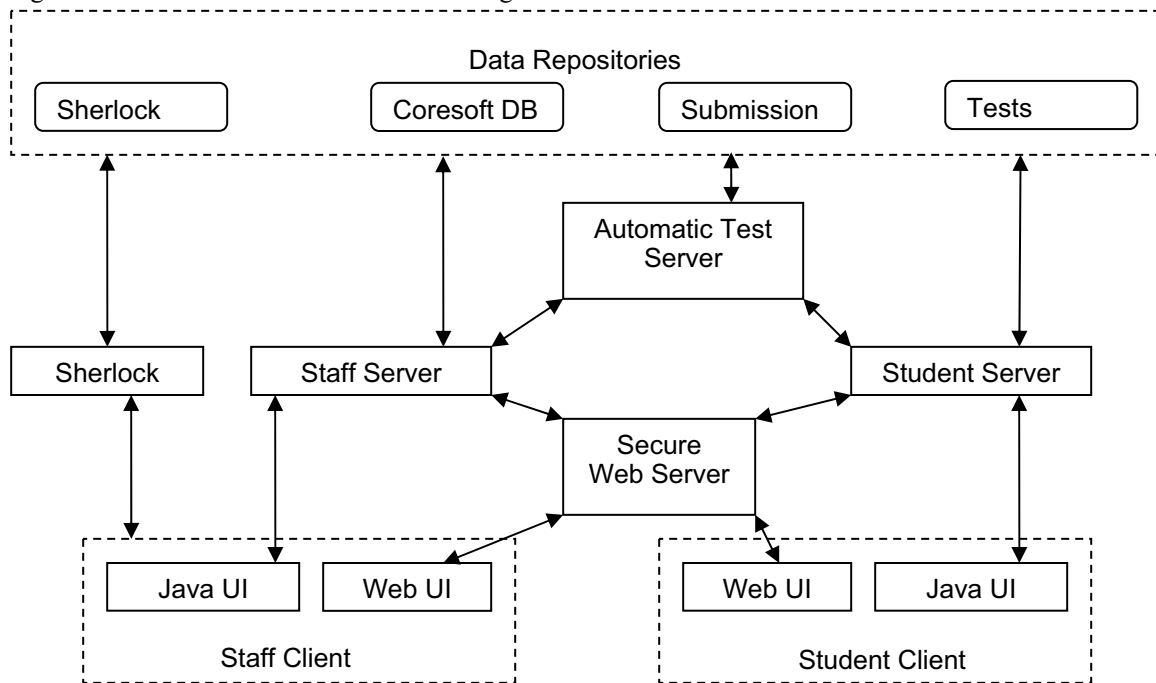 Data Repositories
Sherlock
Coresoft DB
Submission
Tests
Automatic Test
Server
Sherlock
Staff Server
Student Server
Secure
Web Server
Java UI
Web UI
Web UI
Java UI
Staff Client
Student Client